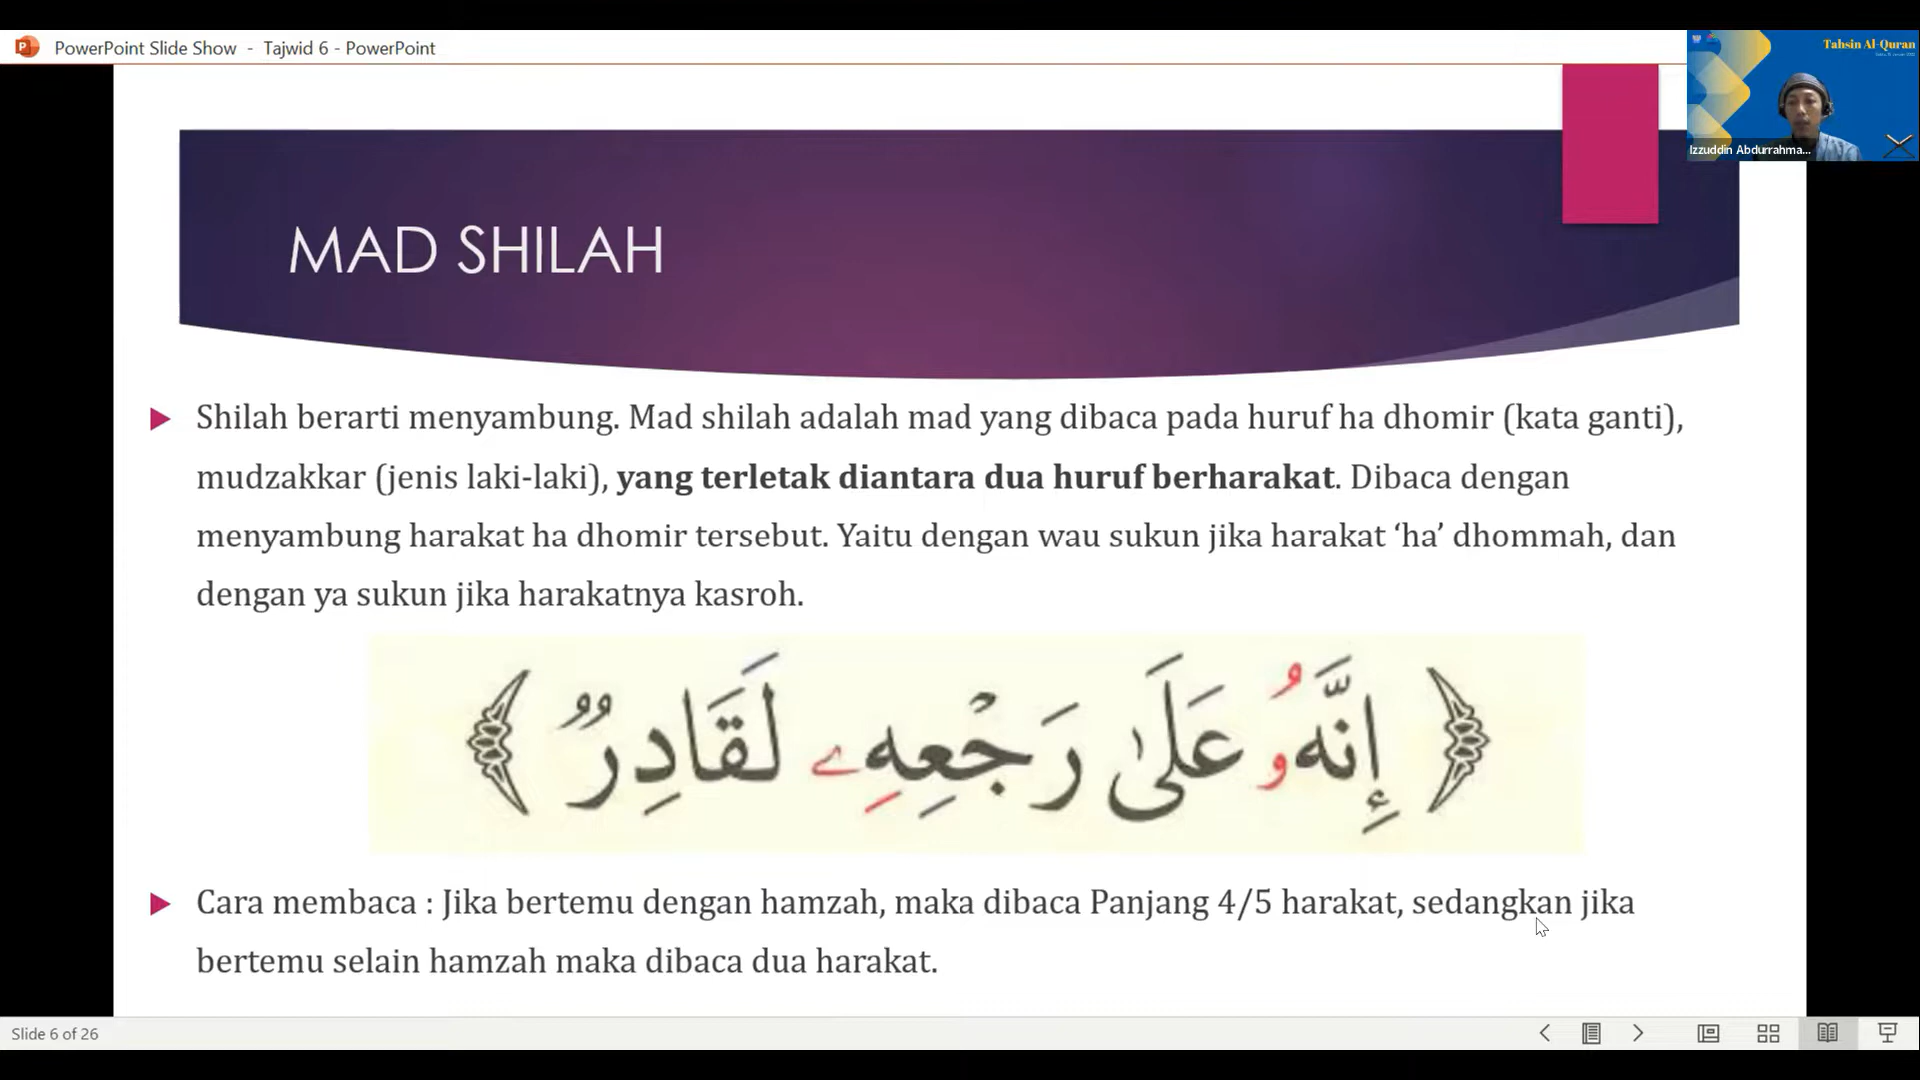 PowerPoint Slide Show - Tajwid 6 - PowerPoint
Tahsin Al-Quran
Izzuddin Abdurrahma...
MAD SHILAH
Shilah berarti menyambung. Mad shilah adalah mad yang dibaca pada huruf ha dhomir (kata ganti),
mudzakkar (jenis laki-laki), yang terletak diantara dua huruf berharakat. Dibaca dengan
menyambung harakat ha dhomir tersebut. Yaitu dengan wau sukun jika harakat ‘ha’ dhommah, dan
dengan ya sukun jika harakatnya kasroh.
﴿ إِنَّهُۥ عَلَىٰ رَجْعِهِۦ لَقَادِرٌ ﴾
Cara membaca : Jika bertemu dengan hamzah, maka dibaca Panjang 4/5 harakat, sedangkan jika
bertemu selain hamzah maka dibaca dua harakat.
Slide 6 of 26